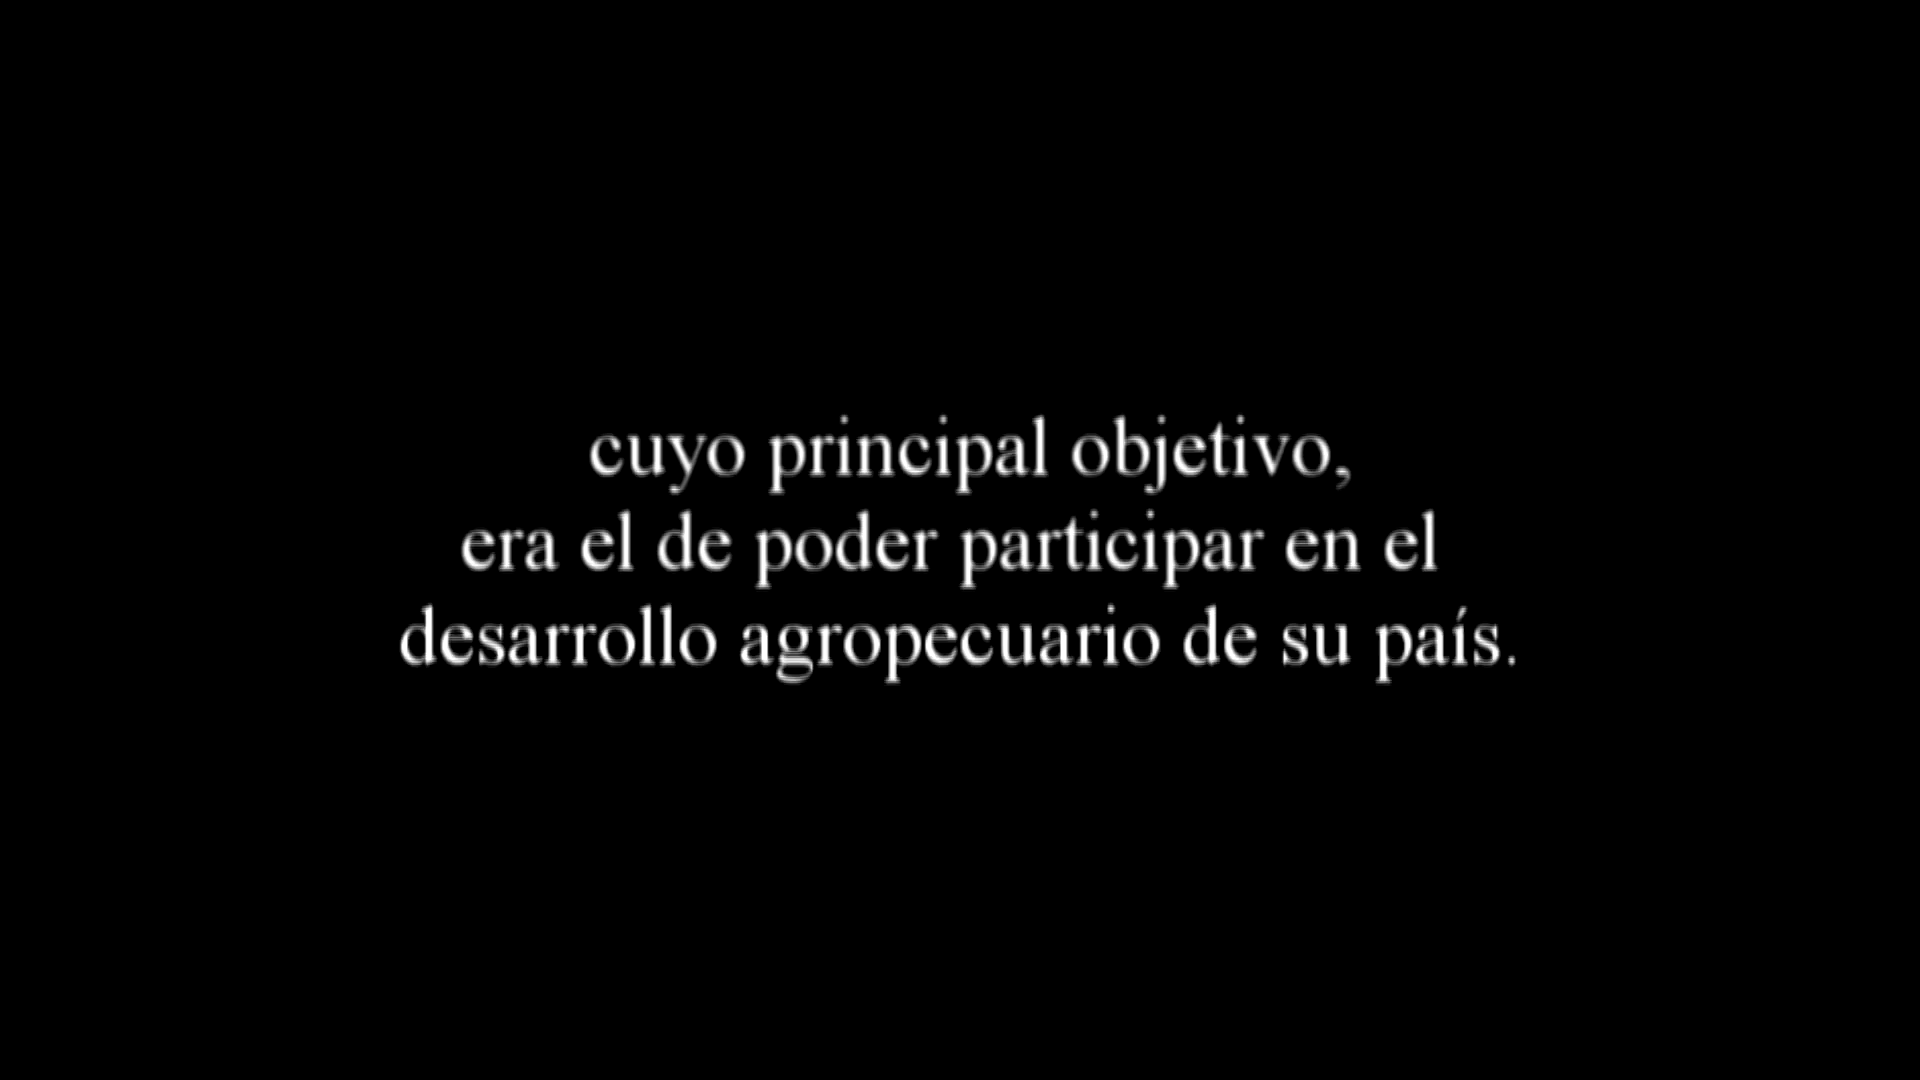 cuyo principal objetivo,
era el de poder participar en el
desarrollo agropecuario de su país.